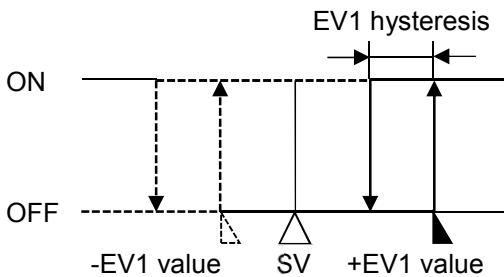 EV1 hysteresis
ON
OFF
-EV1 value SV +EV1 value